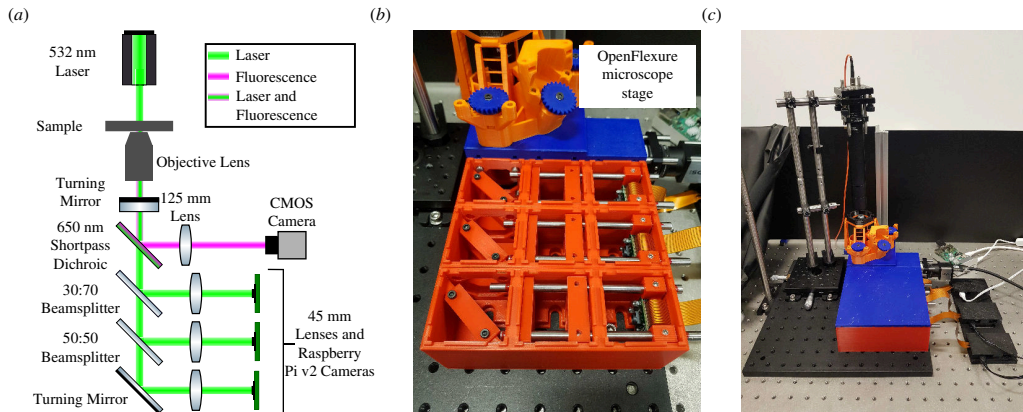 (a)
532 nm
Laser
Laser
Fluorescence
Laser and
Fluorescence
Sample
Objective Lens
Turning
Mirror
125 mm
Lens
CMOS
Camera
650 nm
Shortpass
Dichroic
30:70
Beamsplitter
50:50
Beamsplitter
Turning Mirror
45 mm
Lenses and
Raspberry
Pi v2 Cameras
(b)
OpenFlexure
microscope
stage
(c)